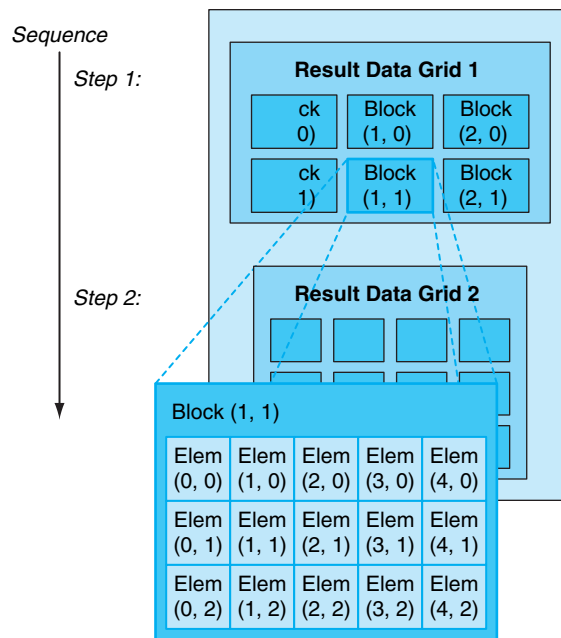 Sequence
Step 1:
Result Data Grid 1
ck Block Block
0) (1, 0) (2, 0)
ck Block Block
1) (1, 1) (2, 1)
Step 2:
Result Data Grid 2
Block (1, 1)
Elem Elem Elem Elem Elem
(0, 0) (1, 0) (2, 0) (3, 0) (4, 0)
Elem Elem Elem Elem Elem
(0, 1) (1, 1) (2, 1) (3, 1) (4, 1)
Elem Elem Elem Elem Elem
(0, 2) (1, 2) (2, 2) (3, 2) (4, 2)